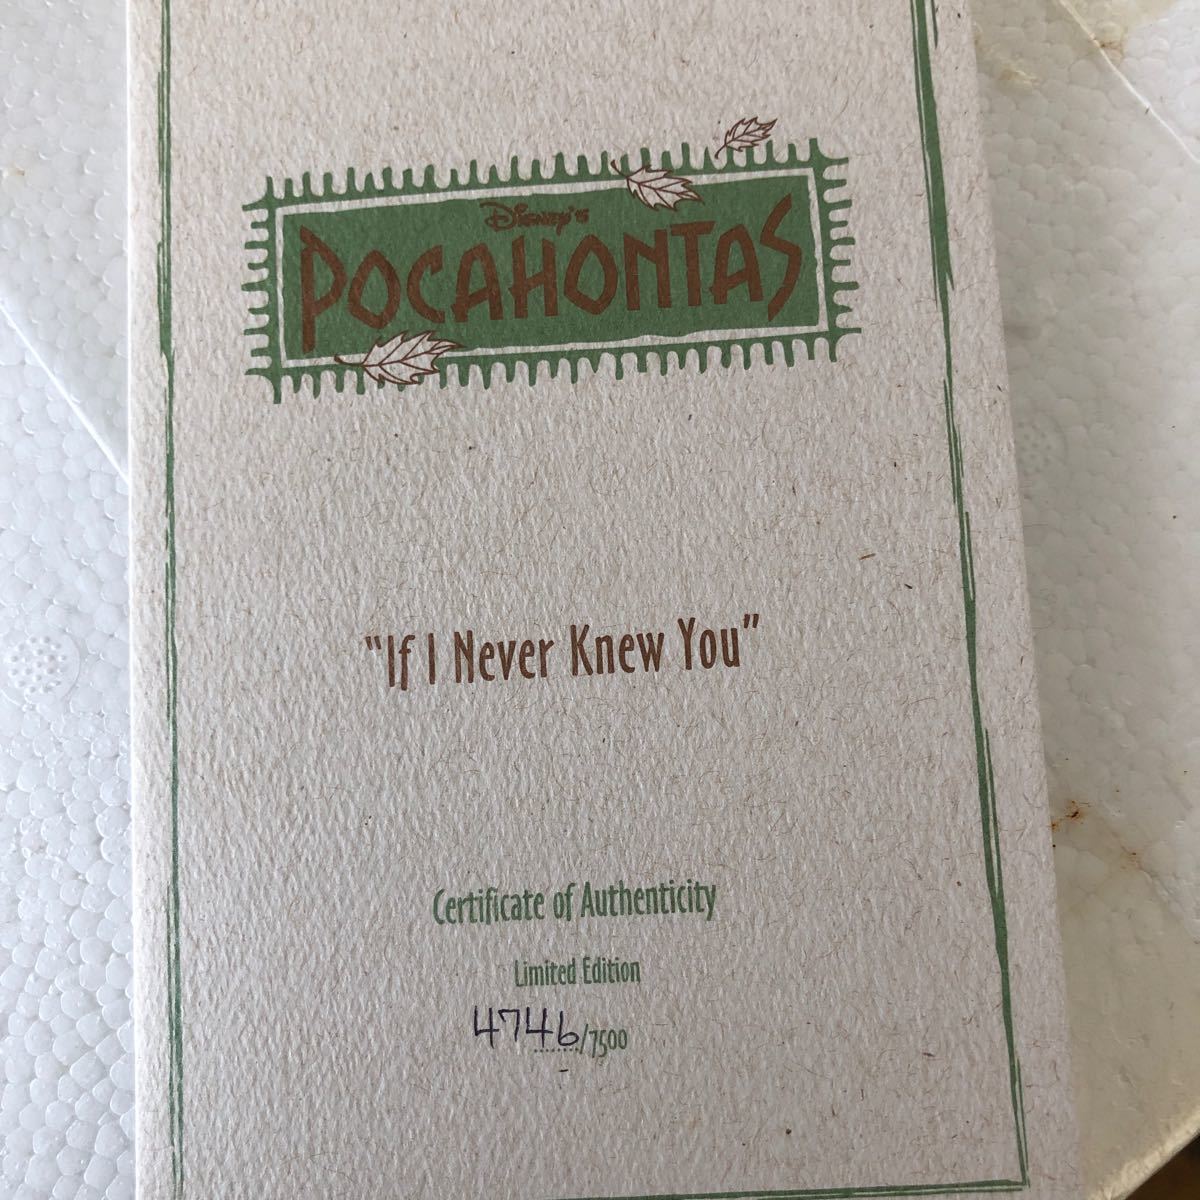 Disney's
POCAHONTAS
“If I Never Knew You”
Certificate of Authenticity
Limited Edition
4746/7500